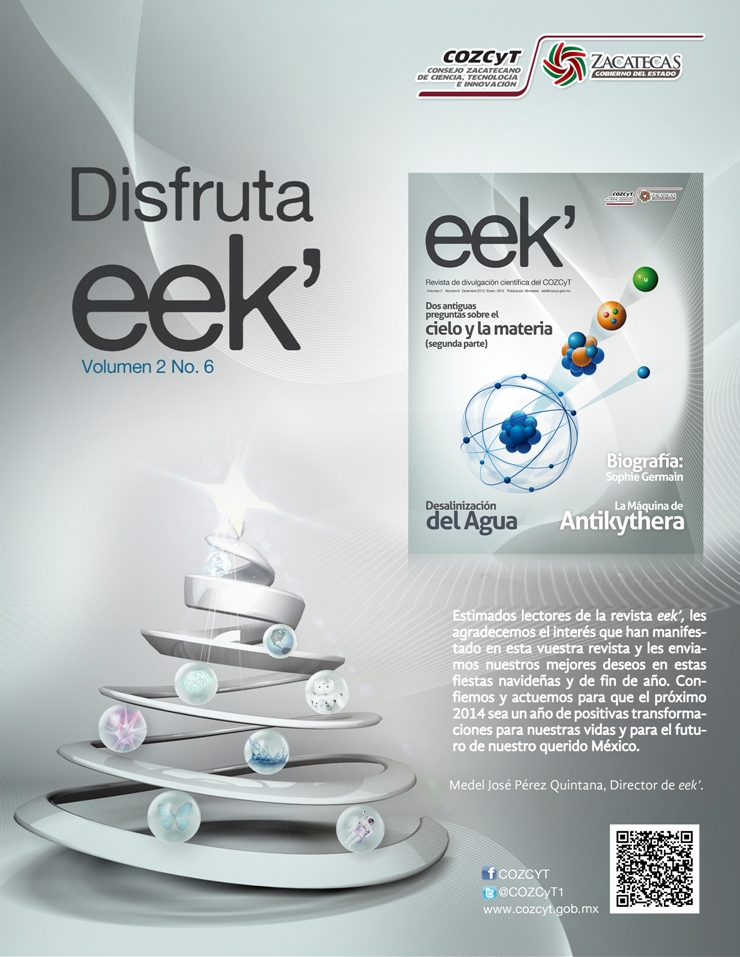 COZCyT
CONSEJO ZACATECANO
DE CIENCIA, TECNOLOGÍA
E INNOVACIÓN
ZACATECAS
GOBIERNO DEL ESTADO
Disfruta
eek’
Volumen 2 No. 6
COZCyT
ZACATECAS
eek’
Revista de divulgación científica del COZCyT
Dos antiguas
preguntas sobre el
cielo y la materia
(segunda parte)
u
Biografía:
Sophie Germain
Desalinización
del Agua
La Máquina de
Antikythera
Estimados lectores de la revista eek’, les
agradecemos el interés que han manifes-
tado en esta vuestra revista y les envia-
mos nuestros mejores deseos en estas
fiestas navideñas y de fin de año. Con-
fiemos y actuemos para que el próximo
2014 sea un año de positivas transforma-
ciones para nuestras vidas y para el futu-
ro de nuestro querido México.
Medel José Pérez Quintana, Director de eek’.
COZCYT
@COZCyT1
www.cozcyt.gob.mx